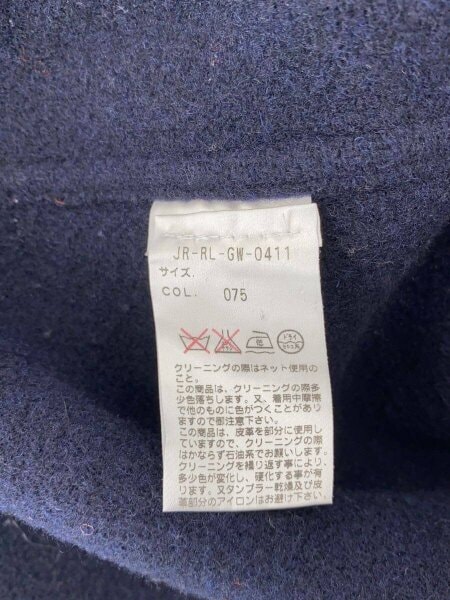 JR-RL-GW-0411
サイズ.
COL. 075
ドライ
セキユ系
クリーニングの際はネット使用の
こと。
この商品は、クリーニングの際多
少色落ちします。又、着用中摩擦
で他のものに色がつくことがあり
ますので御注意下さい。
この商品は、皮革を部分に使用し
ていますので、クリーニングの際
はかならず石油系でお願いします。
クリーニングを繰り返す事により、
多少色が変化し、硬化する事が有
ります。又タンブラー乾燥及び皮
革部分のアイロンはお避け下さい。